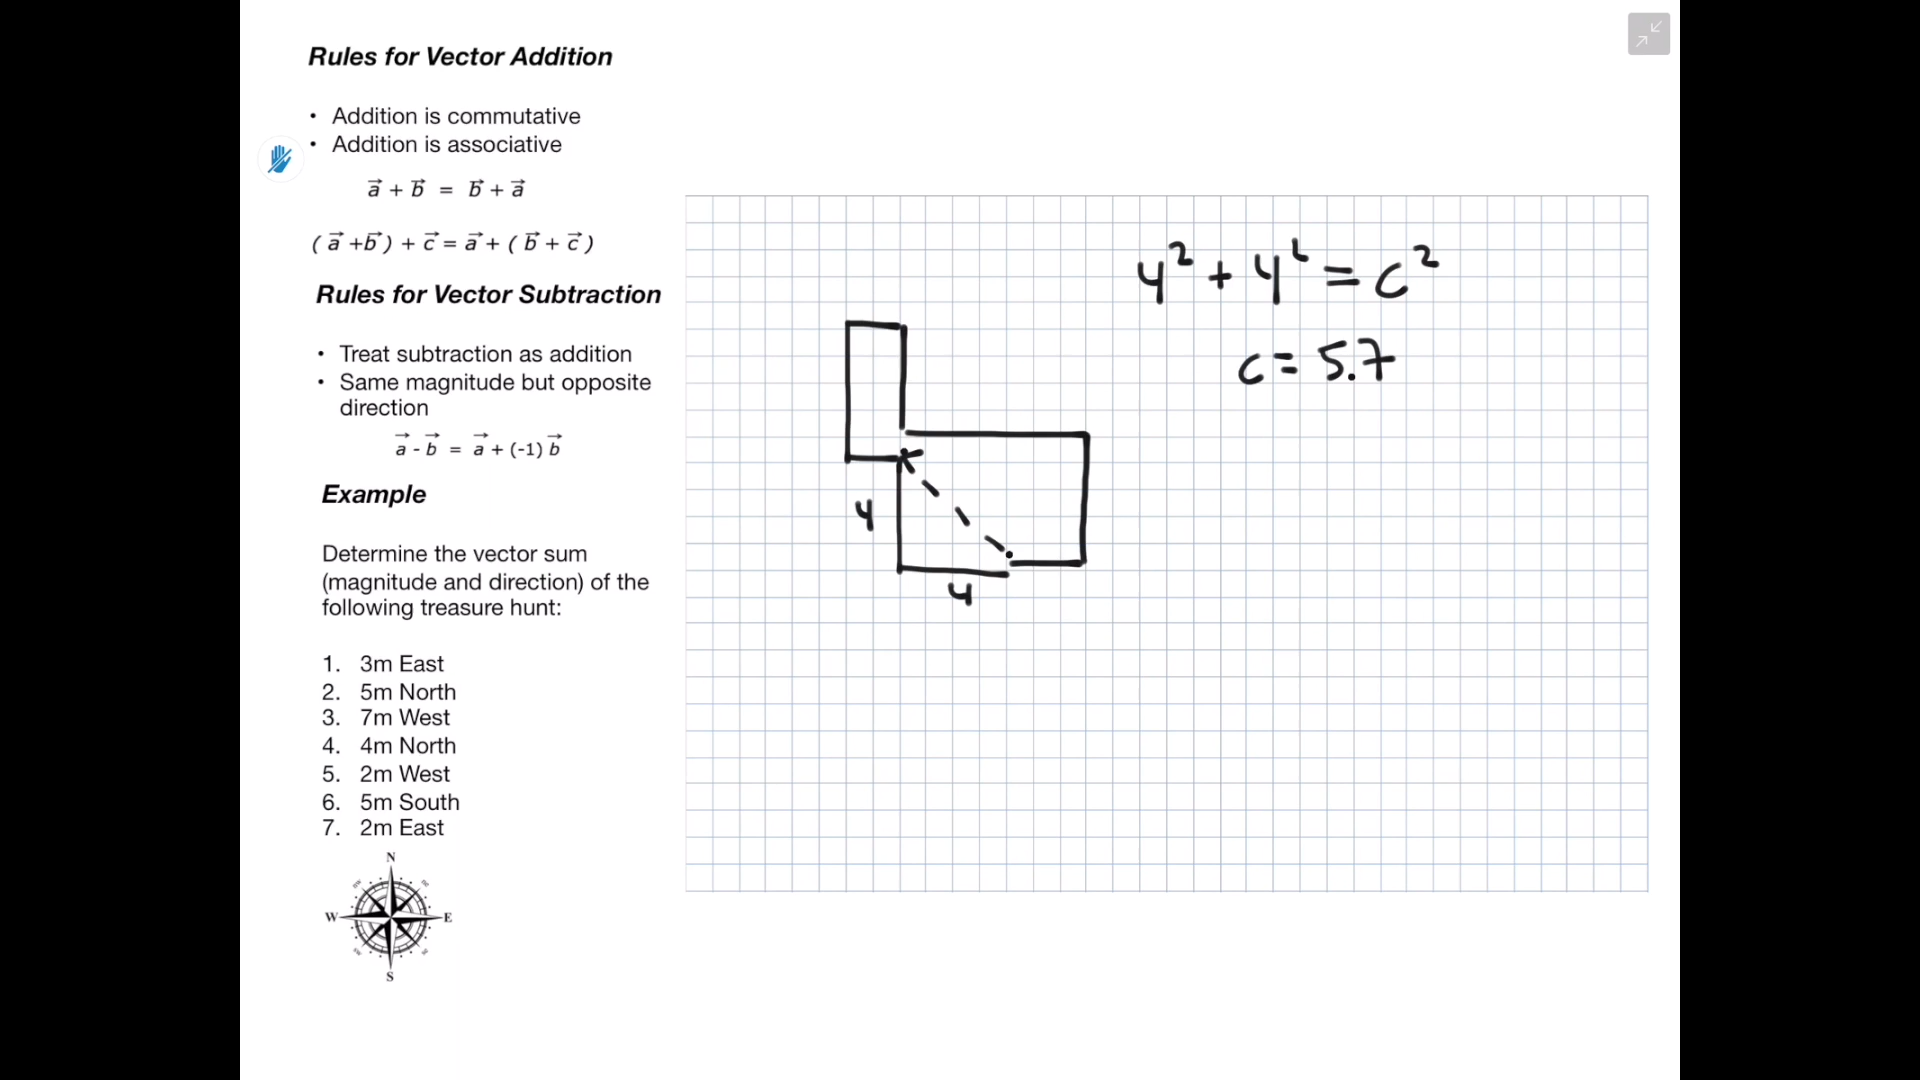 Rules for Vector Addition
• Addition is commutative
• Addition is associative
a⃗ + b⃗ = b⃗ + a⃗
( a⃗ +b⃗ ) + c⃗ = a⃗ + ( b⃗ + c⃗ )
Rules for Vector Subtraction
• Treat subtraction as addition
• Same magnitude but opposite
direction
a⃗ - b⃗ = a⃗ + (-1) b⃗
Example
Determine the vector sum
(magnitude and direction) of the
following treasure hunt:
1. 3m East
2. 5m North
3. 7m West
4. 4m North
5. 2m West
6. 5m South
7. 2m East
N
W E
S
4² + 4² = c²
c = 5.7
4
4